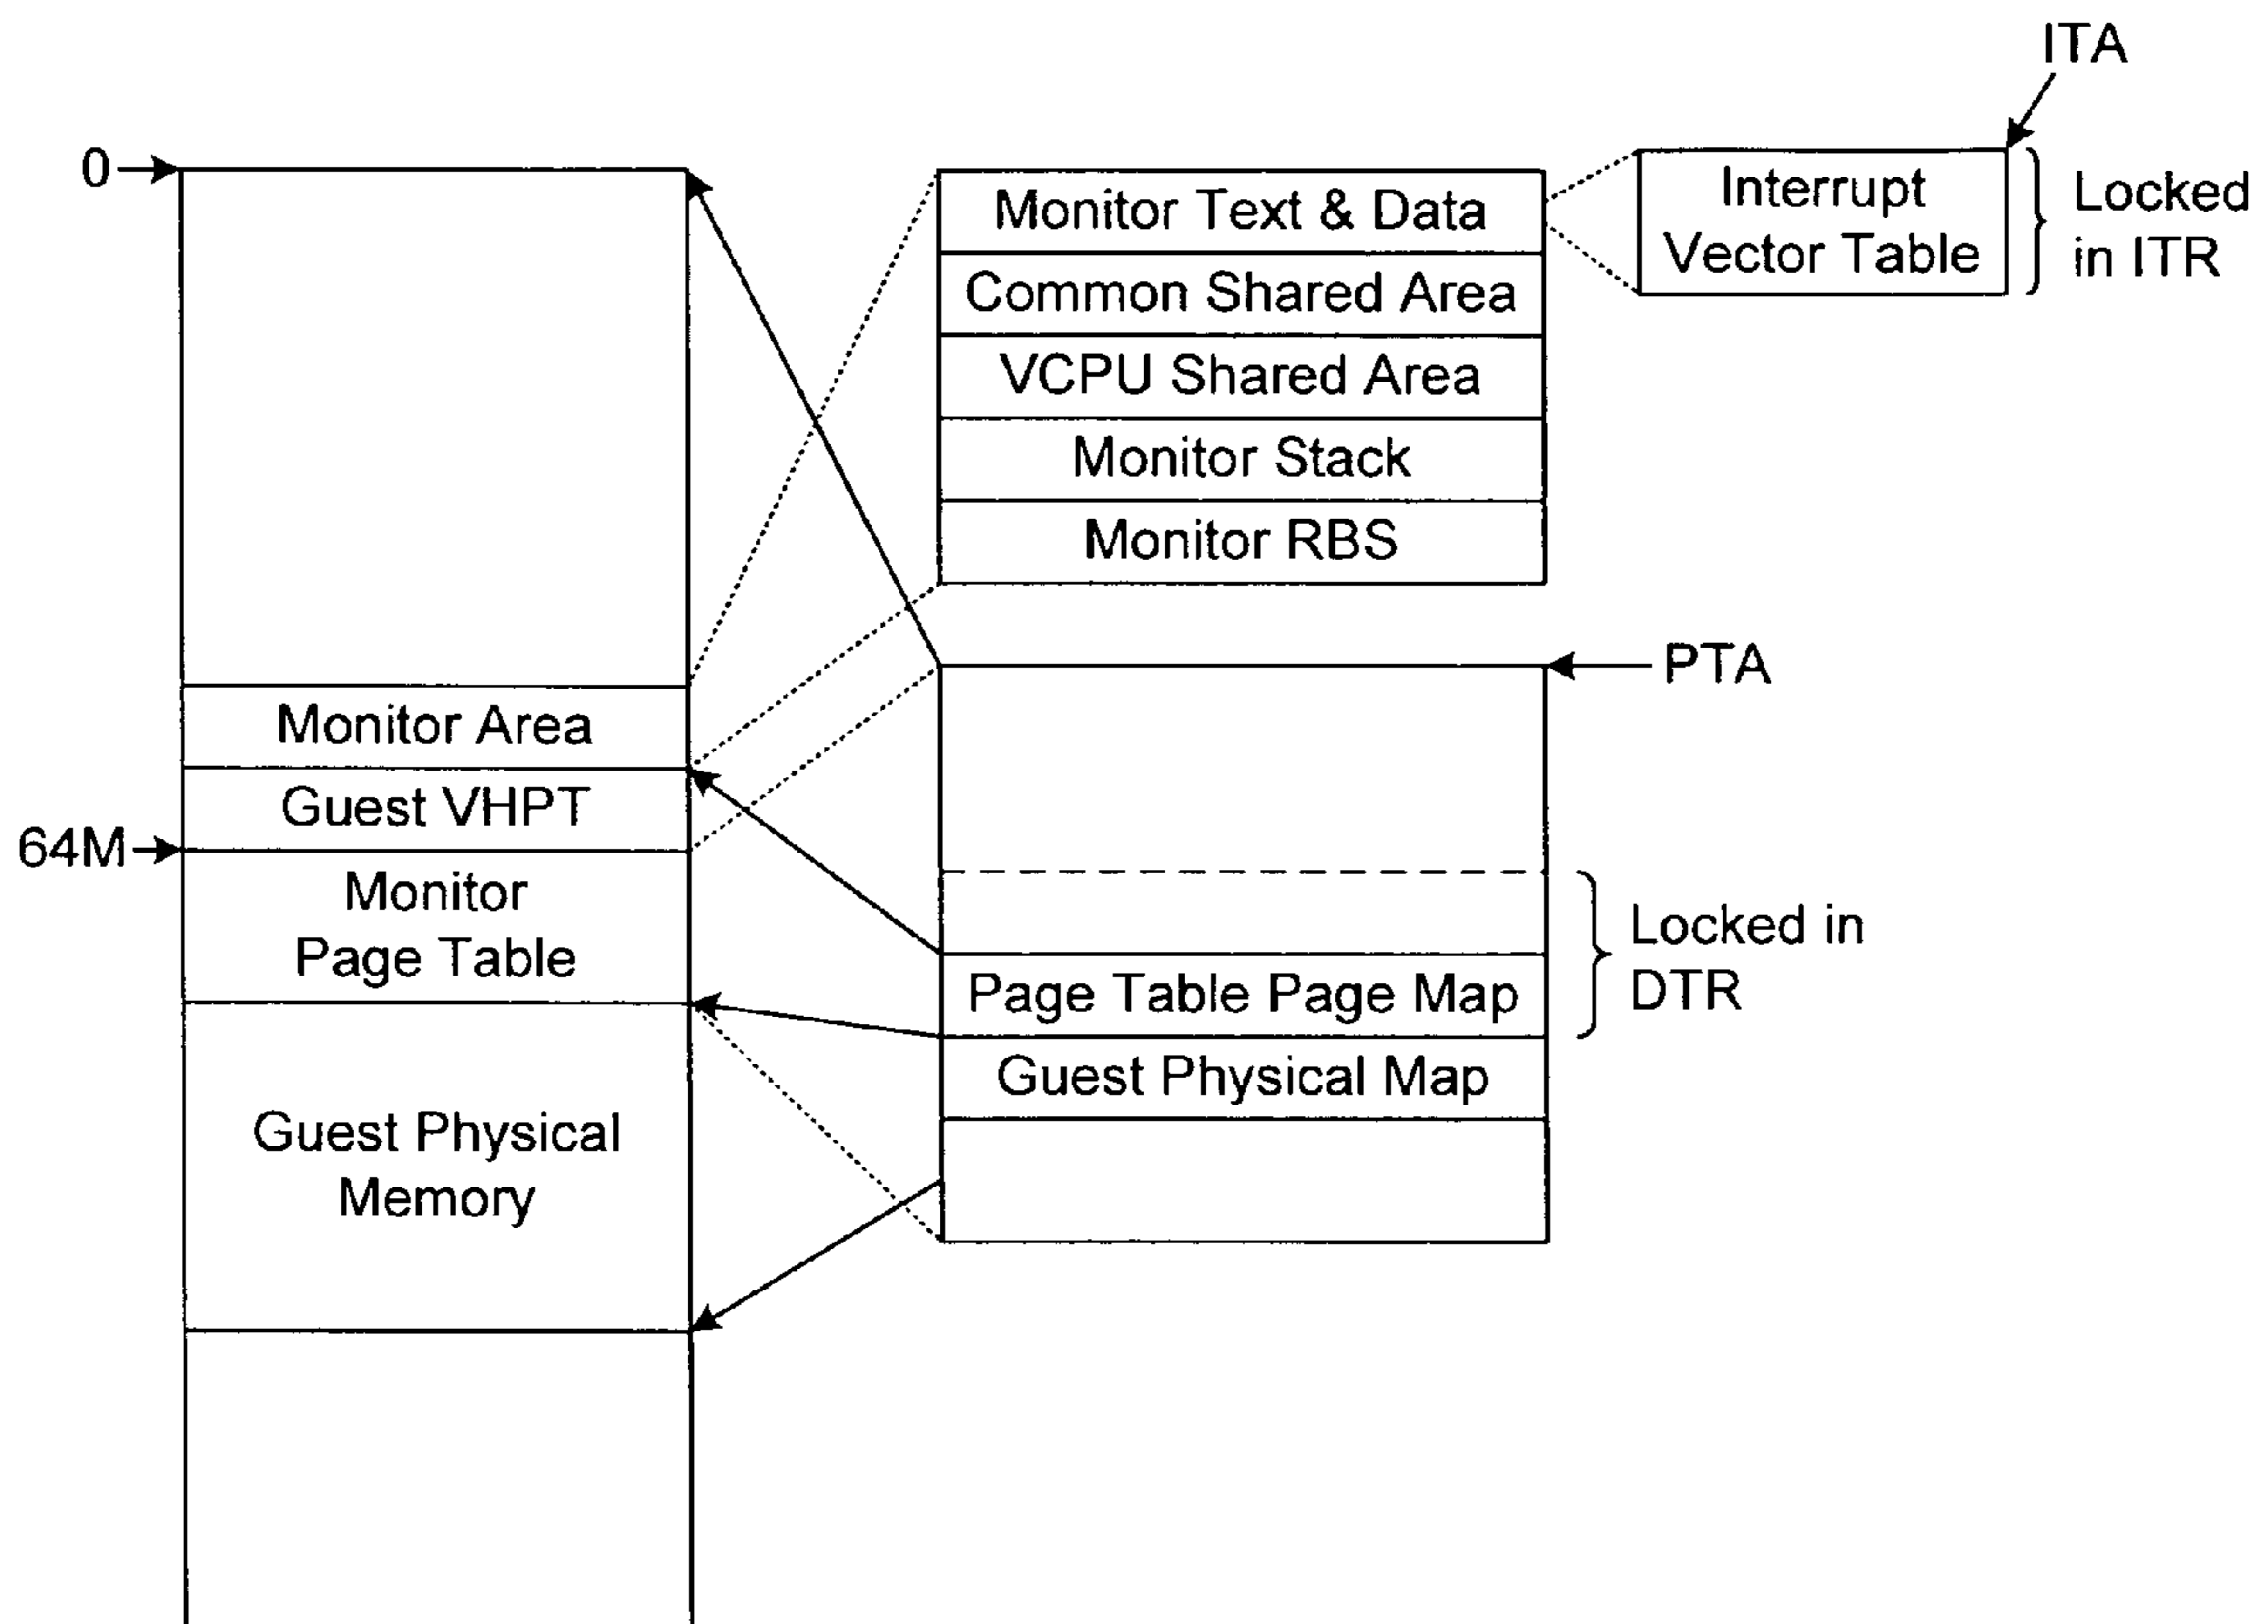 ITA
0
Monitor Text & Data
Interrupt
Vector Table
Locked
in ITR
Common Shared Area
VCPU Shared Area
Monitor Stack
Monitor RBS
PTA
Monitor Area
Guest VHPT
64M
Monitor
Page Table
Locked in
DTR
Page Table Page Map
Guest Physical Map
Guest Physical
Memory